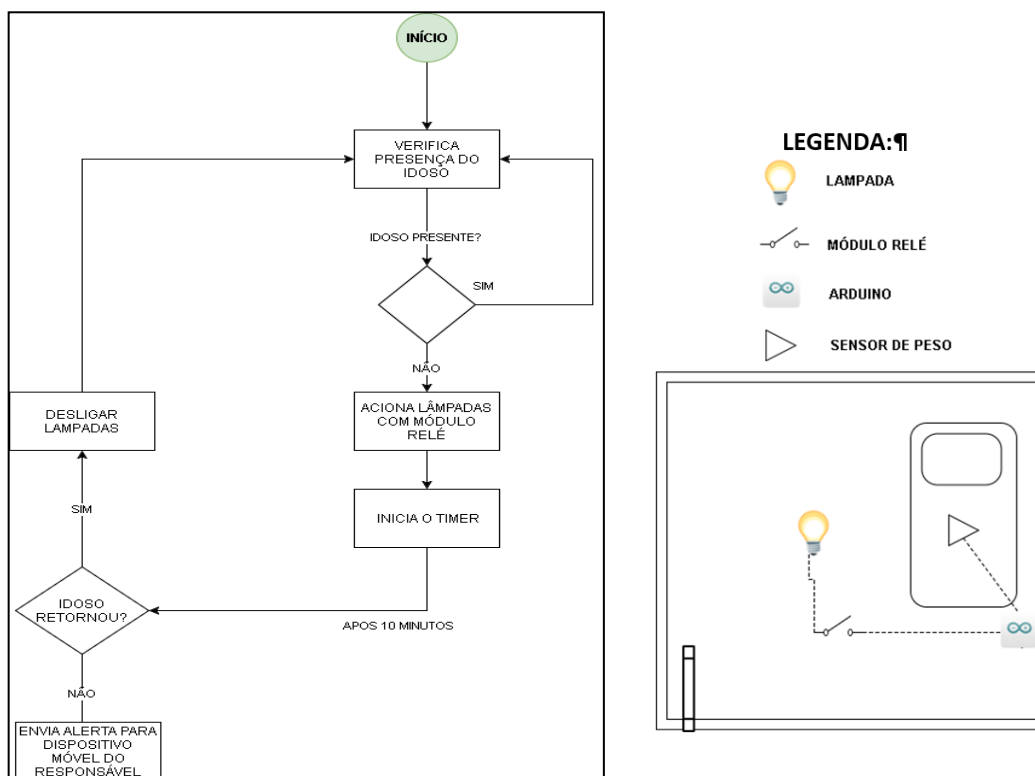 INÍCIO
VERIFICA
PRESENÇA DO
IDOSO
IDOSO PRESENTE?
SIM
NÃO
ACIONA LÂMPADAS
COM MÓDULO
RELÉ
INICIA O TIMER
APOS 10 MINUTOS
IDOSO
RETORNOU?
SIM
DESLIGAR
LAMPADAS
NÃO
ENVIA ALERTA PARA
DISPOSITIVO
MÓVEL DO
RESPONSÁVEL
LEGENDA:¶
LAMPADA
MÓDULO RELÉ
ARDUINO
SENSOR DE PESO